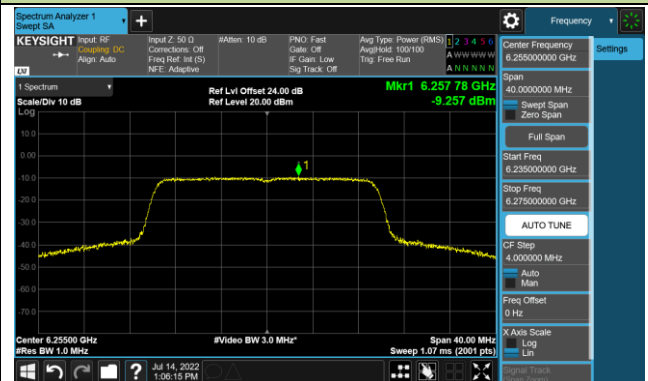 Spectrum Analyzer 1
Swept SA
+
Frequency
KEYSIGHT
Input: RF
Coupling: DC
Align: Auto
Input Z: 50 Ω
Corrections: Off
Freq Ref: Int (S)
NFE: Adaptive
#Atten: 10 dB
PNO: Fast
Gate: Off
IF Gain: Low
Sig Track: Off
Avg Type: Power (RMS)
Avg|Hold: 100/100
Trig: Free Run
1 2 3 4 5 6
A W W W W W
A N N N N N
LXI
1 Spectrum
Scale/Div 10 dB
Log
Ref Lvl Offset 24.00 dB
Ref Level 20.00 dBm
Mkr1 6.257 78 GHz
-9.257 dBm
10.0
0.00
-10.0
-20.0
-30.0
-40.0
-50.0
-60.0
-70.0
1
Center 6.25500 GHz
#Res BW 1.0 MHz
#Video BW 3.0 MHz*
Span 40.00 MHz
Sweep 1.07 ms (2001 pts)
Jul 14, 2022
1:06:15 PM
?
Center Frequency
6.255000000 GHz
Settings
Span
40.0000000 MHz
Swept Span
Zero Span
Full Span
Start Freq
6.235000000 GHz
Stop Freq
6.275000000 GHz
AUTO TUNE
CF Step
4.000000 MHz
Auto
Man
Freq Offset
0 Hz
X Axis Scale
Log
Lin
Signal Track
(Span Zoom)